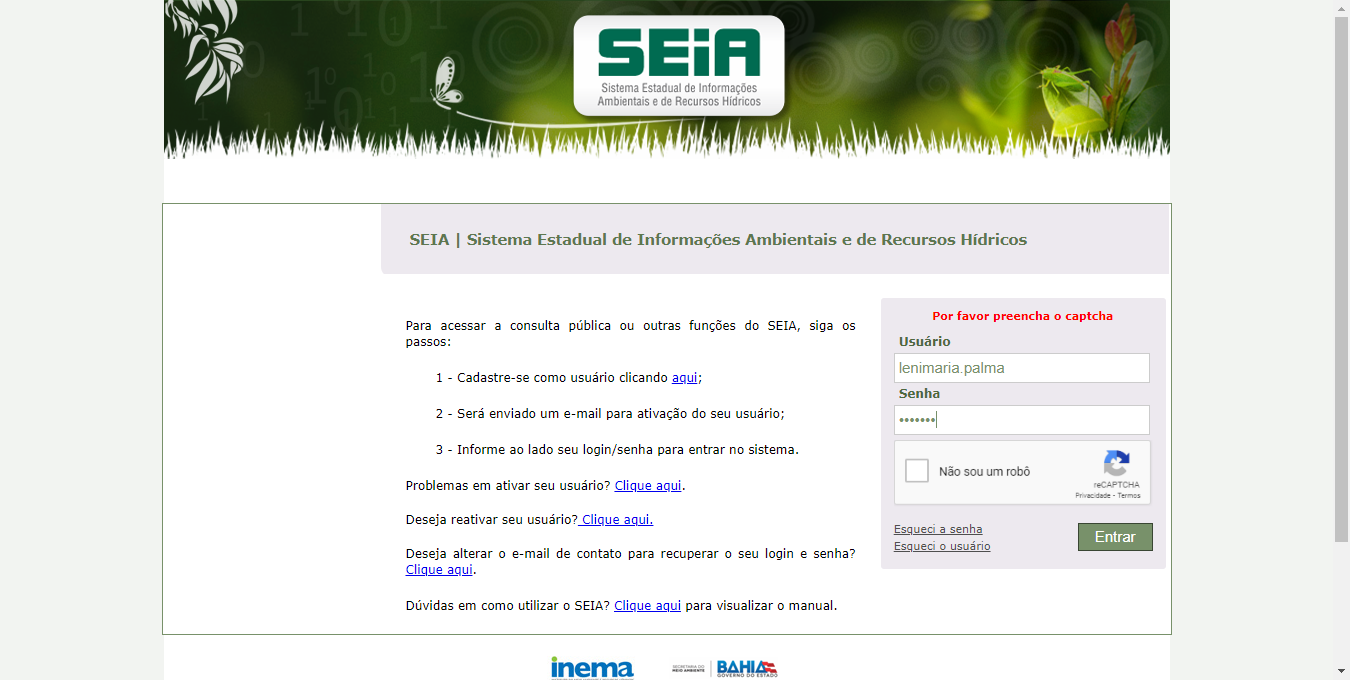 SEIA
Sistema Estadual de Informações
Ambientais e de Recursos Hídricos
SEIA | Sistema Estadual de Informações Ambientais e de Recursos Hídricos
Para acessar a consulta pública ou outras funções do SEIA, siga os
passos:
1 - Cadastre-se como usuário clicando aqui;
2 - Será enviado um e-mail para ativação do seu usuário;
3 - Informe ao lado seu login/senha para entrar no sistema.
Problemas em ativar seu usuário? Clique aqui.
Deseja reativar seu usuário? Clique aqui.
Deseja alterar o e-mail de contato para recuperar o seu login e senha?
Clique aqui.
Dúvidas em como utilizar o SEIA? Clique aqui para visualizar o manual.
Por favor preencha o captcha
Usuário
lenimaria.palma
Senha
•••••••
Não sou um robô
reCAPTCHA
Privacidade - Termos
Esqueci a senha
Esqueci o usuário
Entrar
inema
SECRETARIA DO
MEIO AMBIENTE
BAHIA
GOVERNO DO ESTADO